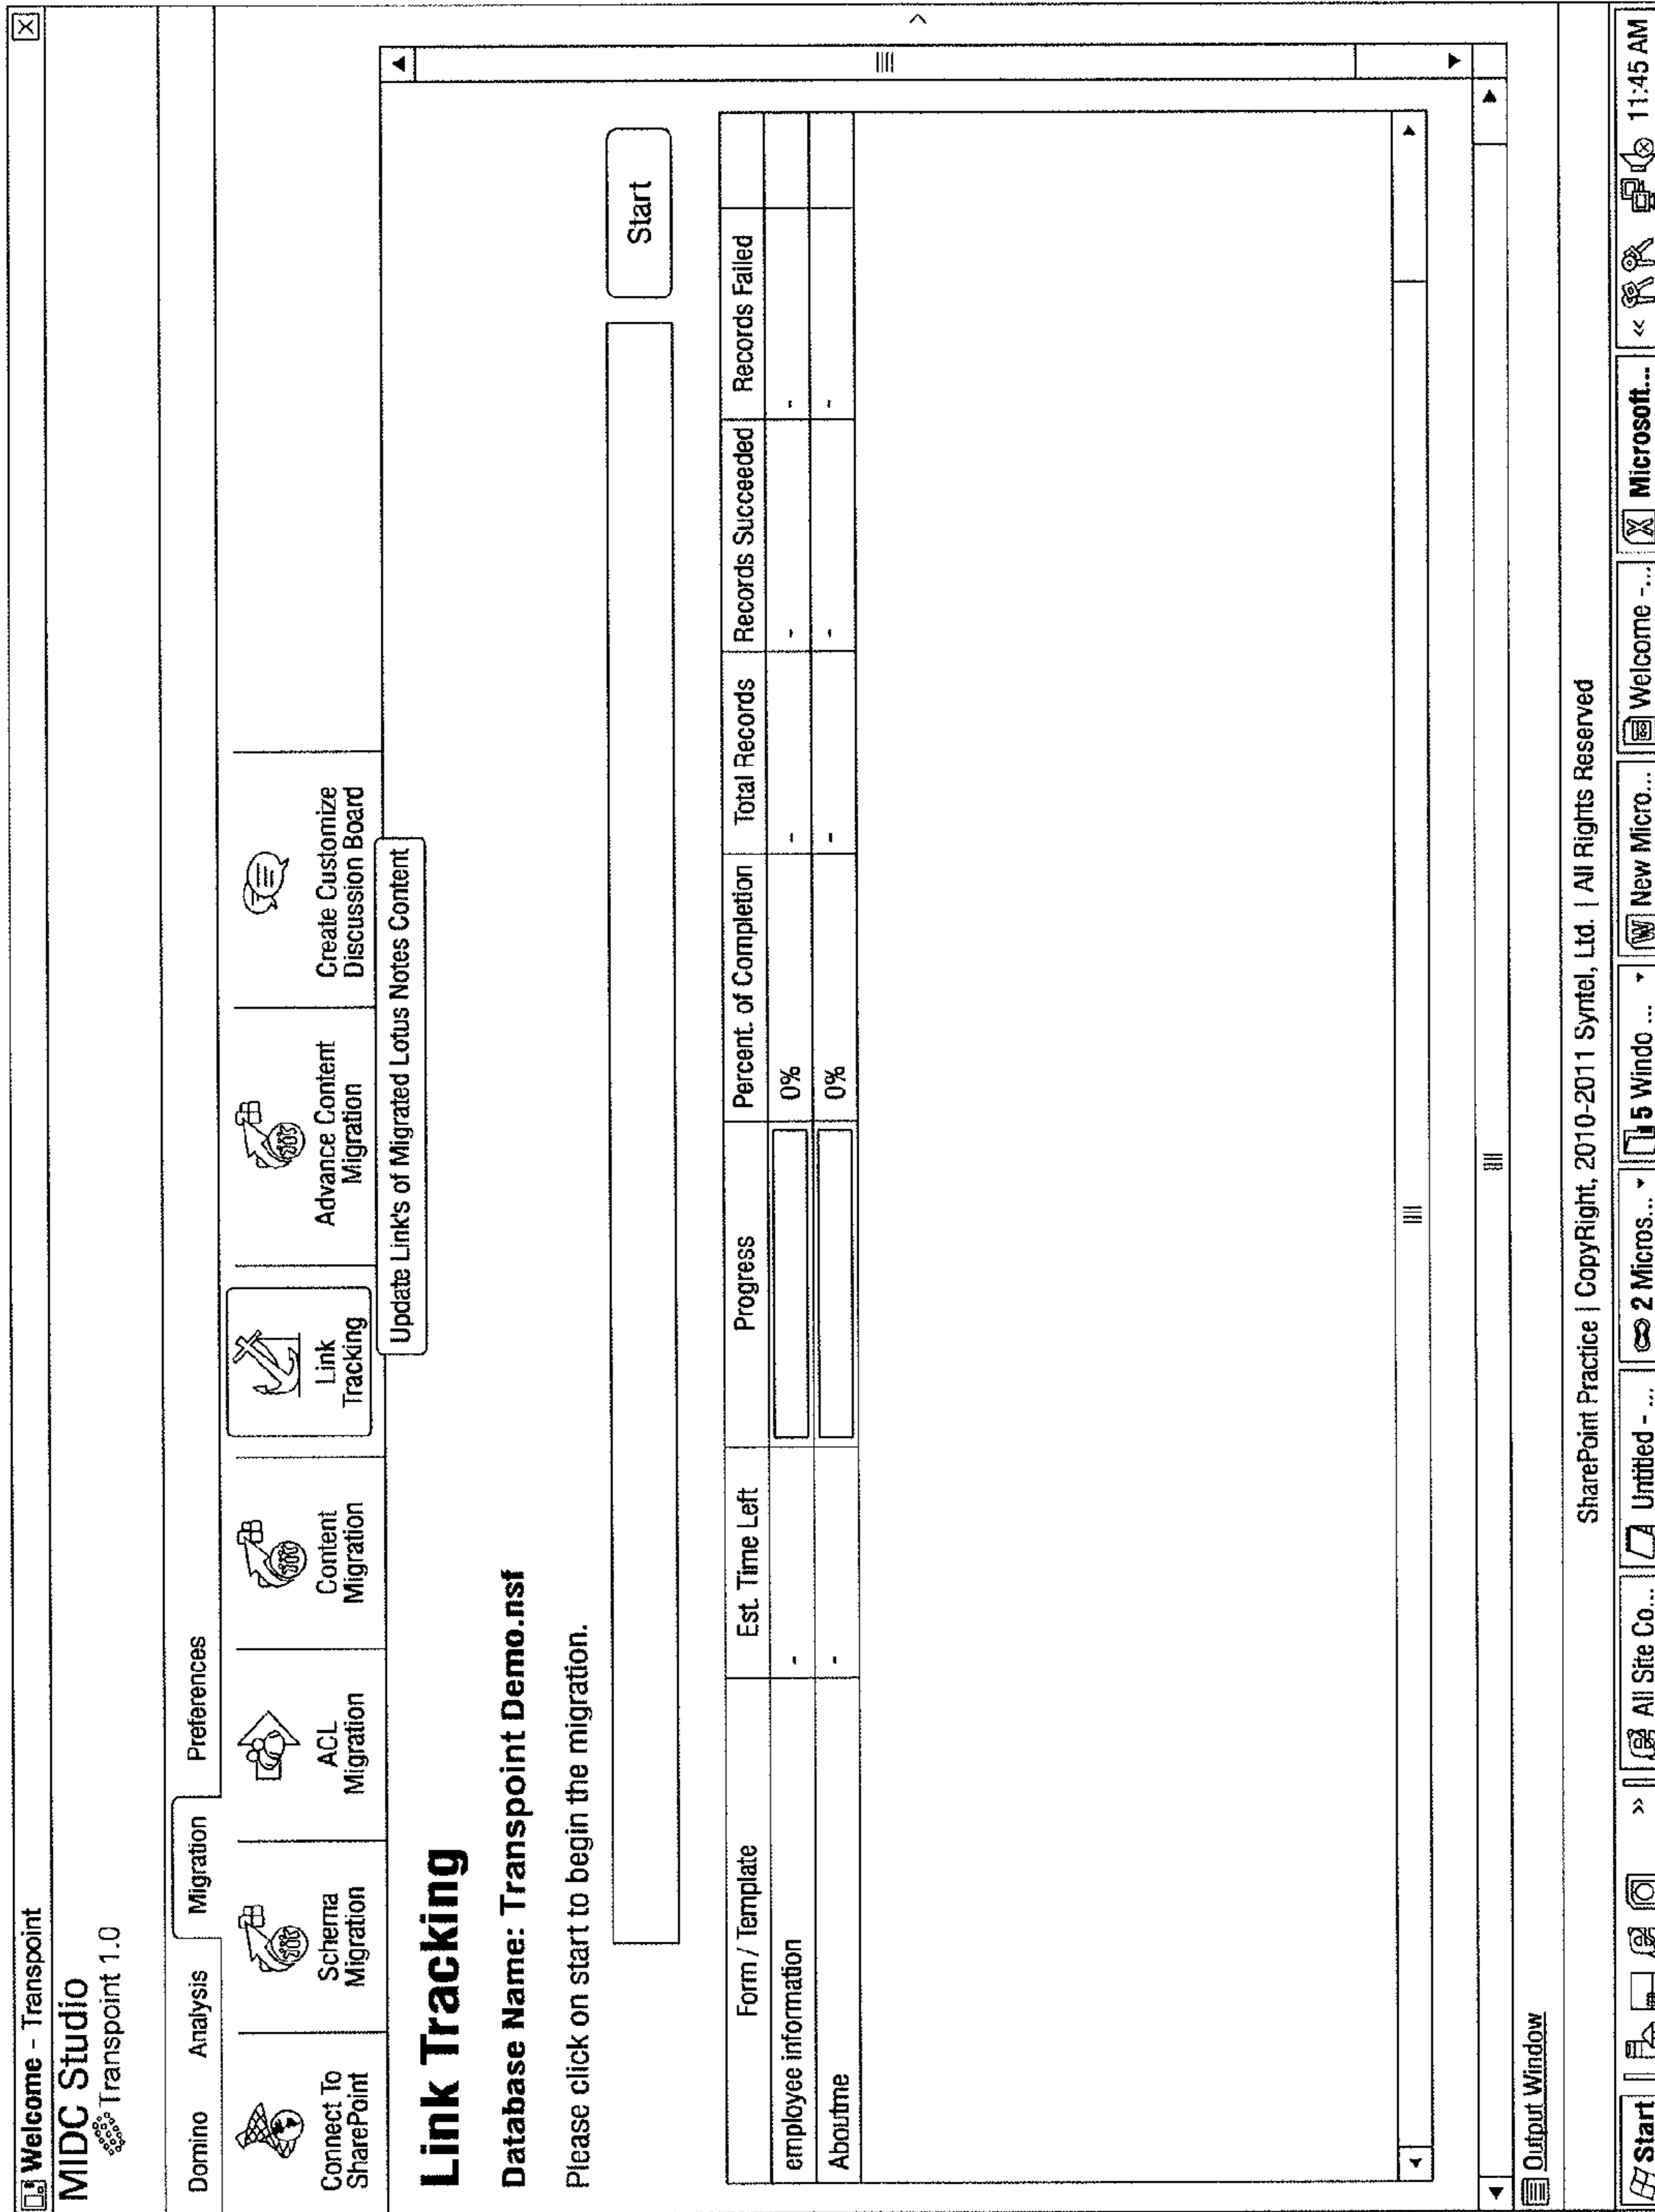 Welcome - Transpoint
MIDC Studio
Transpoint 1.0
Domino Analysis Migration Preferences
Connect To SharePoint
Schema Migration
ACL Migration
Content Migration
Link Tracking
Advance Content Migration
Create Customize Discussion Board
Update Link's of Migrated Lotus Notes Content
Link Tracking
Database Name: Transpoint Demo.nsf
Please click on start to begin the migration.
Start
Form / Template Est. Time Left Progress Percent. of Completion Total Records Records Succeeded Records Failed
employee information - 0% - - -
Aboutme - 0% - - -
Output Window
SharePoint Practice | CopyRight, 2010-2011 Syntel, Ltd. | All Rights Reserved
Start » All Site Co... Untitled - ... 2 Micros... 5 Windo ... New Micro... Welcome -... Microsoft... « 11:45 AM